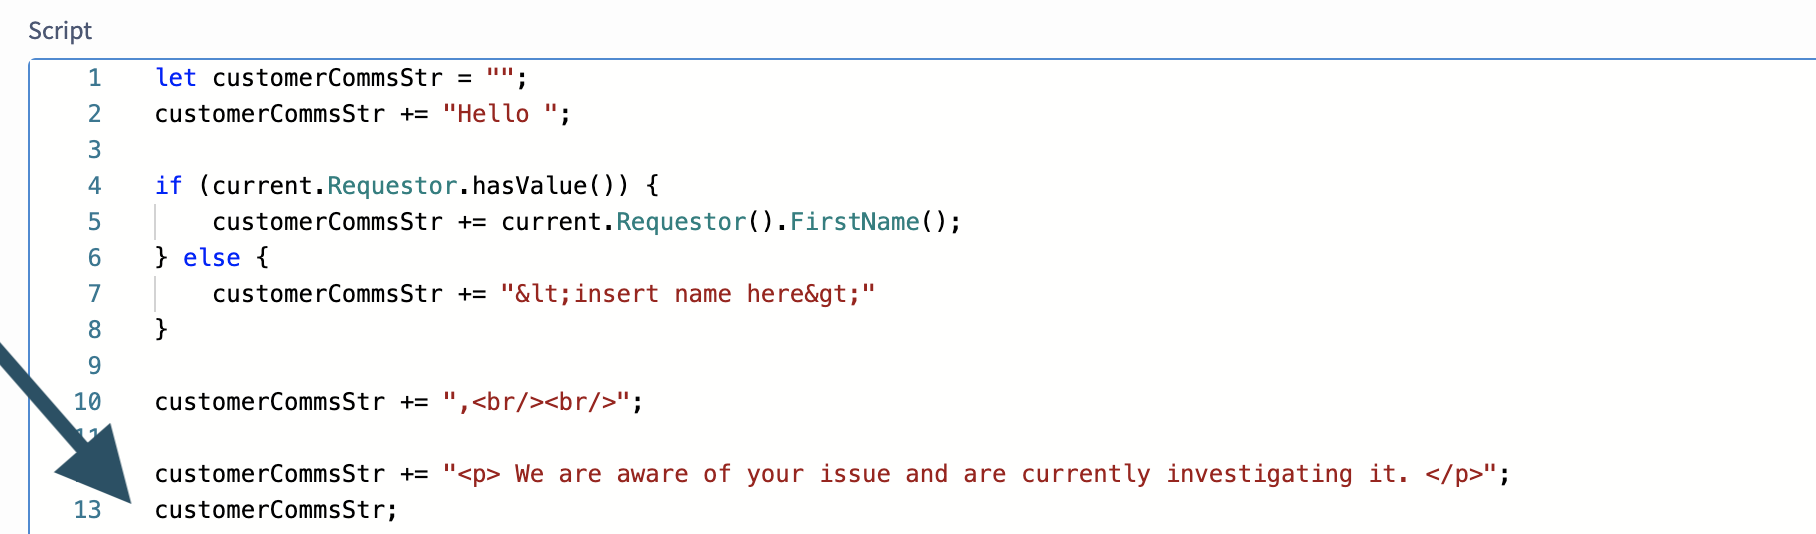 Script
1 let customerCommsStr = "";
2 customerCommsStr += "Hello ";
3
4 if (current.Requestor.hasValue()) {
5     customerCommsStr += current.Requestor().FirstName();
6 } else {
7     customerCommsStr += "&lt;insert name here&gt;"
8 }
9
10 customerCommsStr += ",<br/><br/>";
11
customerCommsStr += "<p> We are aware of your issue and are currently investigating it. </p>";
13 customerCommsStr;